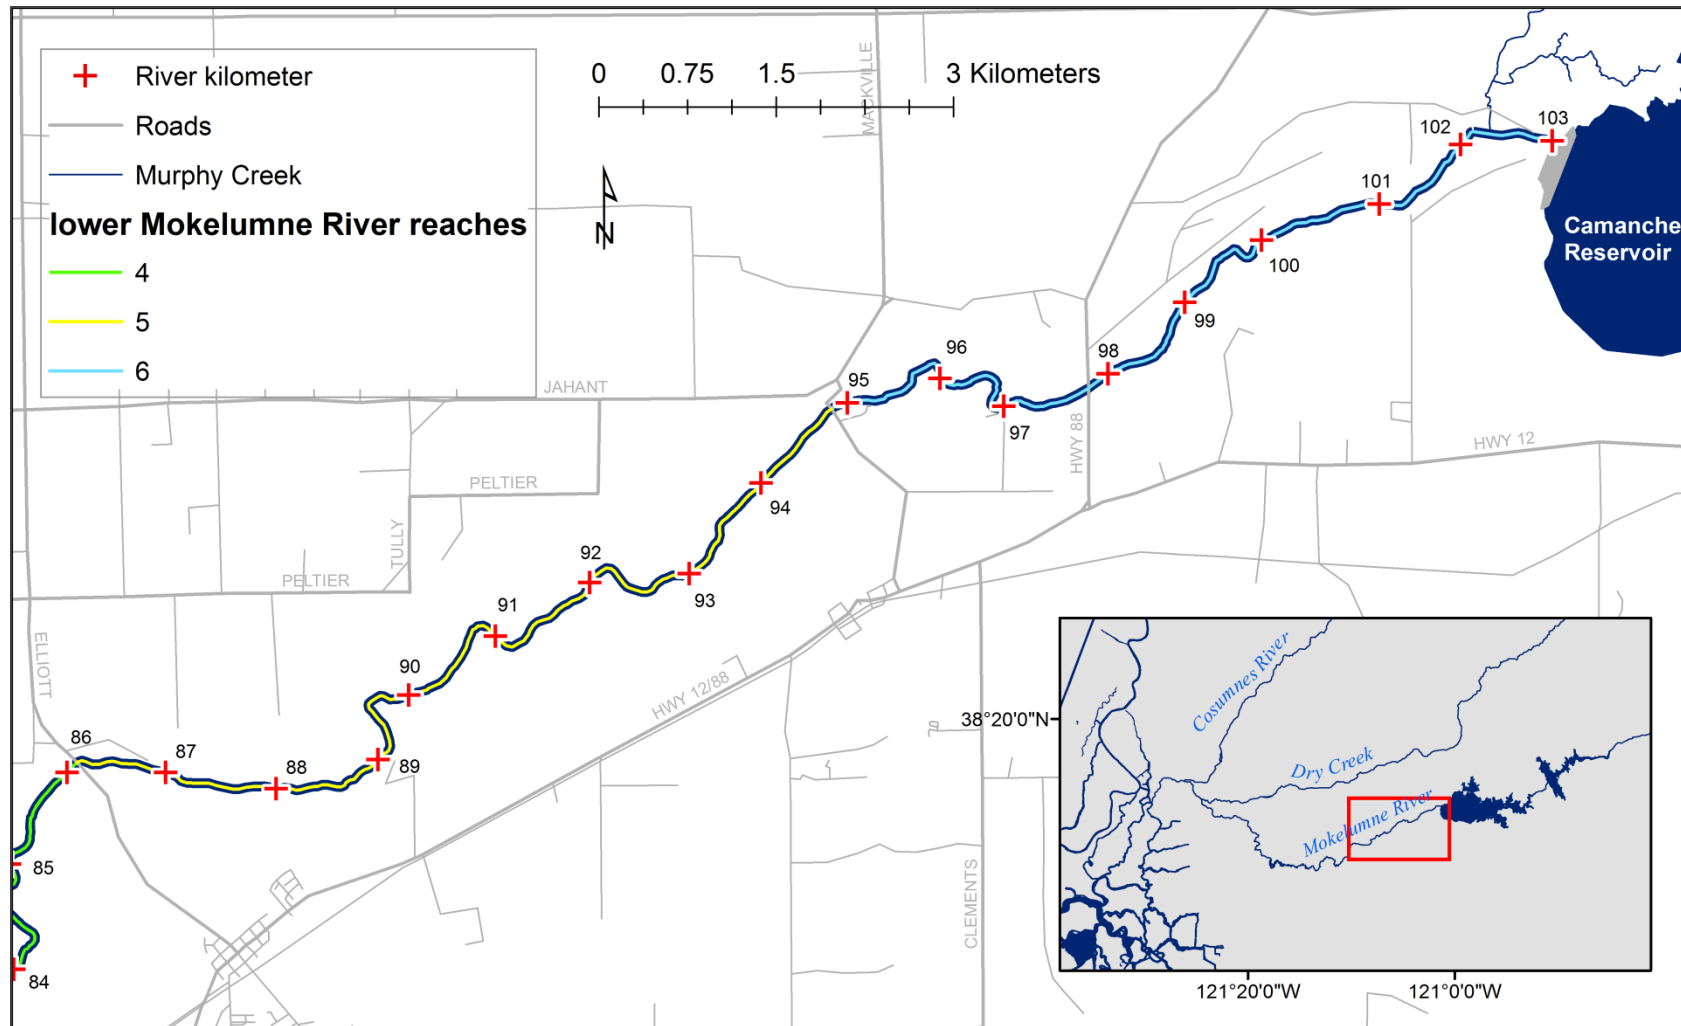 River kilometer
Roads
Murphy Creek
lower Mokelumne River reaches
4
5
6
0 0.75 1.5 3 Kilometers
N
MACKVILLE
JAHANT
PELTIER
TULLY
PELTIER
ELLIOTT
HWY 12/88
HWY 88
HWY 12
CLEMENTS
Camanche
Reservoir
103
102
101
100
99
98
97
96
95
94
93
92
91
90
89
88
87
86
85
84
Cosumnes River
Dry Creek
Mokelumne River
38°20'0"N
121°20'0"W
121°0'0"W